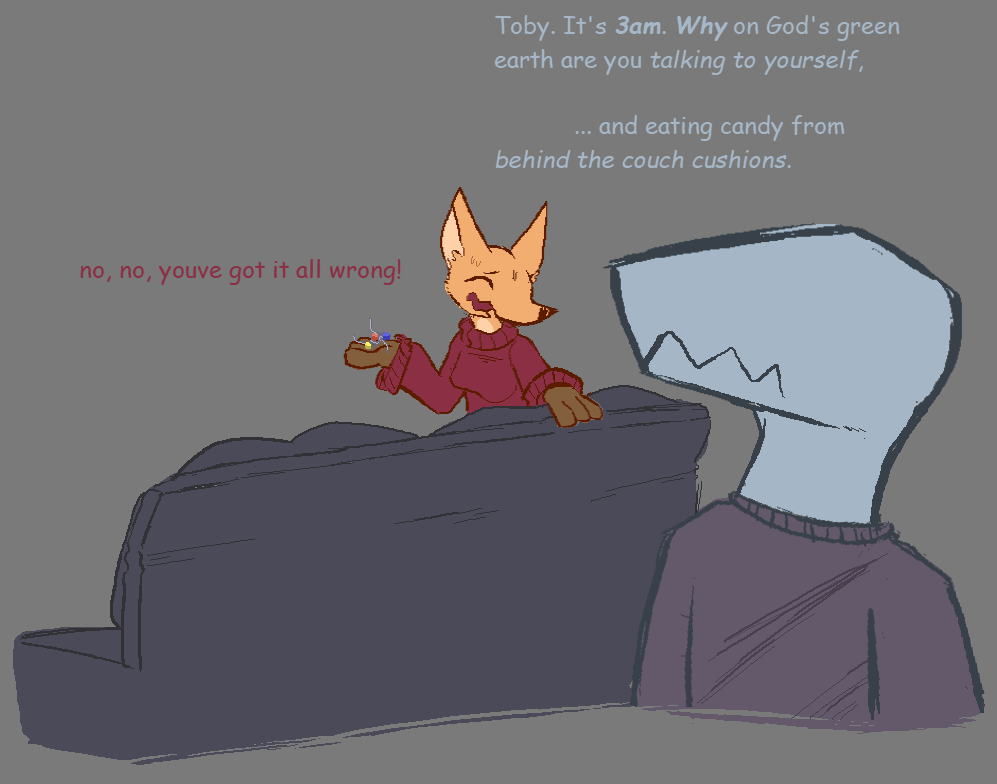 Toby. It's 3am. Why on God's green
earth are you talking to yourself,
... and eating candy from
behind the couch cushions.
no, no, youve got it all wrong!